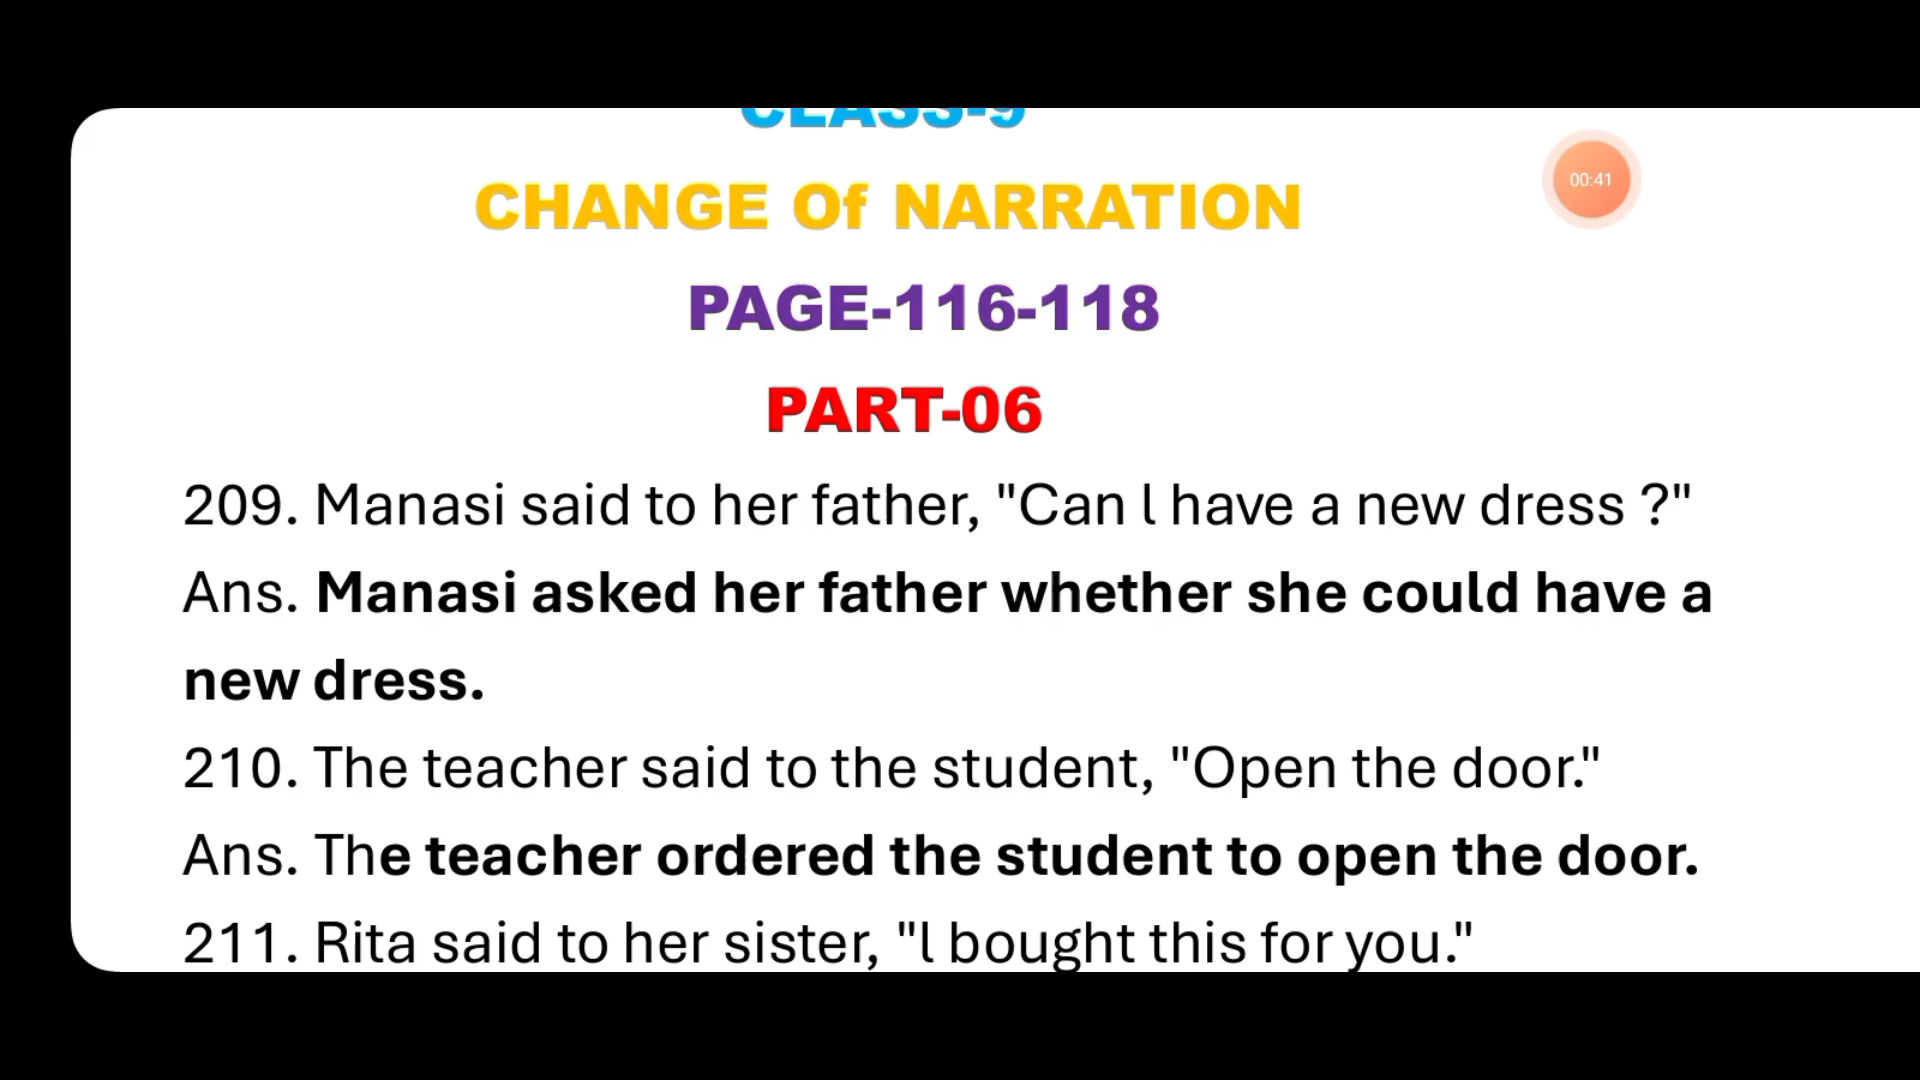 CLASS-9
CHANGE Of NARRATION
00:41
PAGE-116-118
PART-06
209. Manasi said to her father, "Can l have a new dress ?"
Ans. Manasi asked her father whether she could have a
new dress.
210. The teacher said to the student, "Open the door."
Ans. The teacher ordered the student to open the door.
211. Rita said to her sister, "l bought this for you."